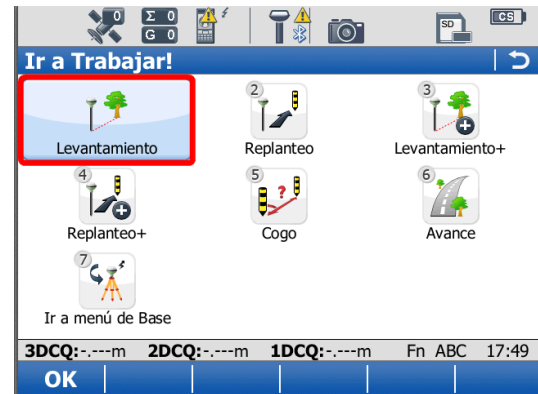 0 Σ 0 SD CS
G 0
Ir a Trabajar!
2 3
Levantamiento Replanteo Levantamiento+
4 5 6
?
Replanteo+ Cogo Avance
7
Ir a menú de Base
3DCQ:-.---m 2DCQ:-.---m 1DCQ:-.---m Fn ABC 17:49
OK